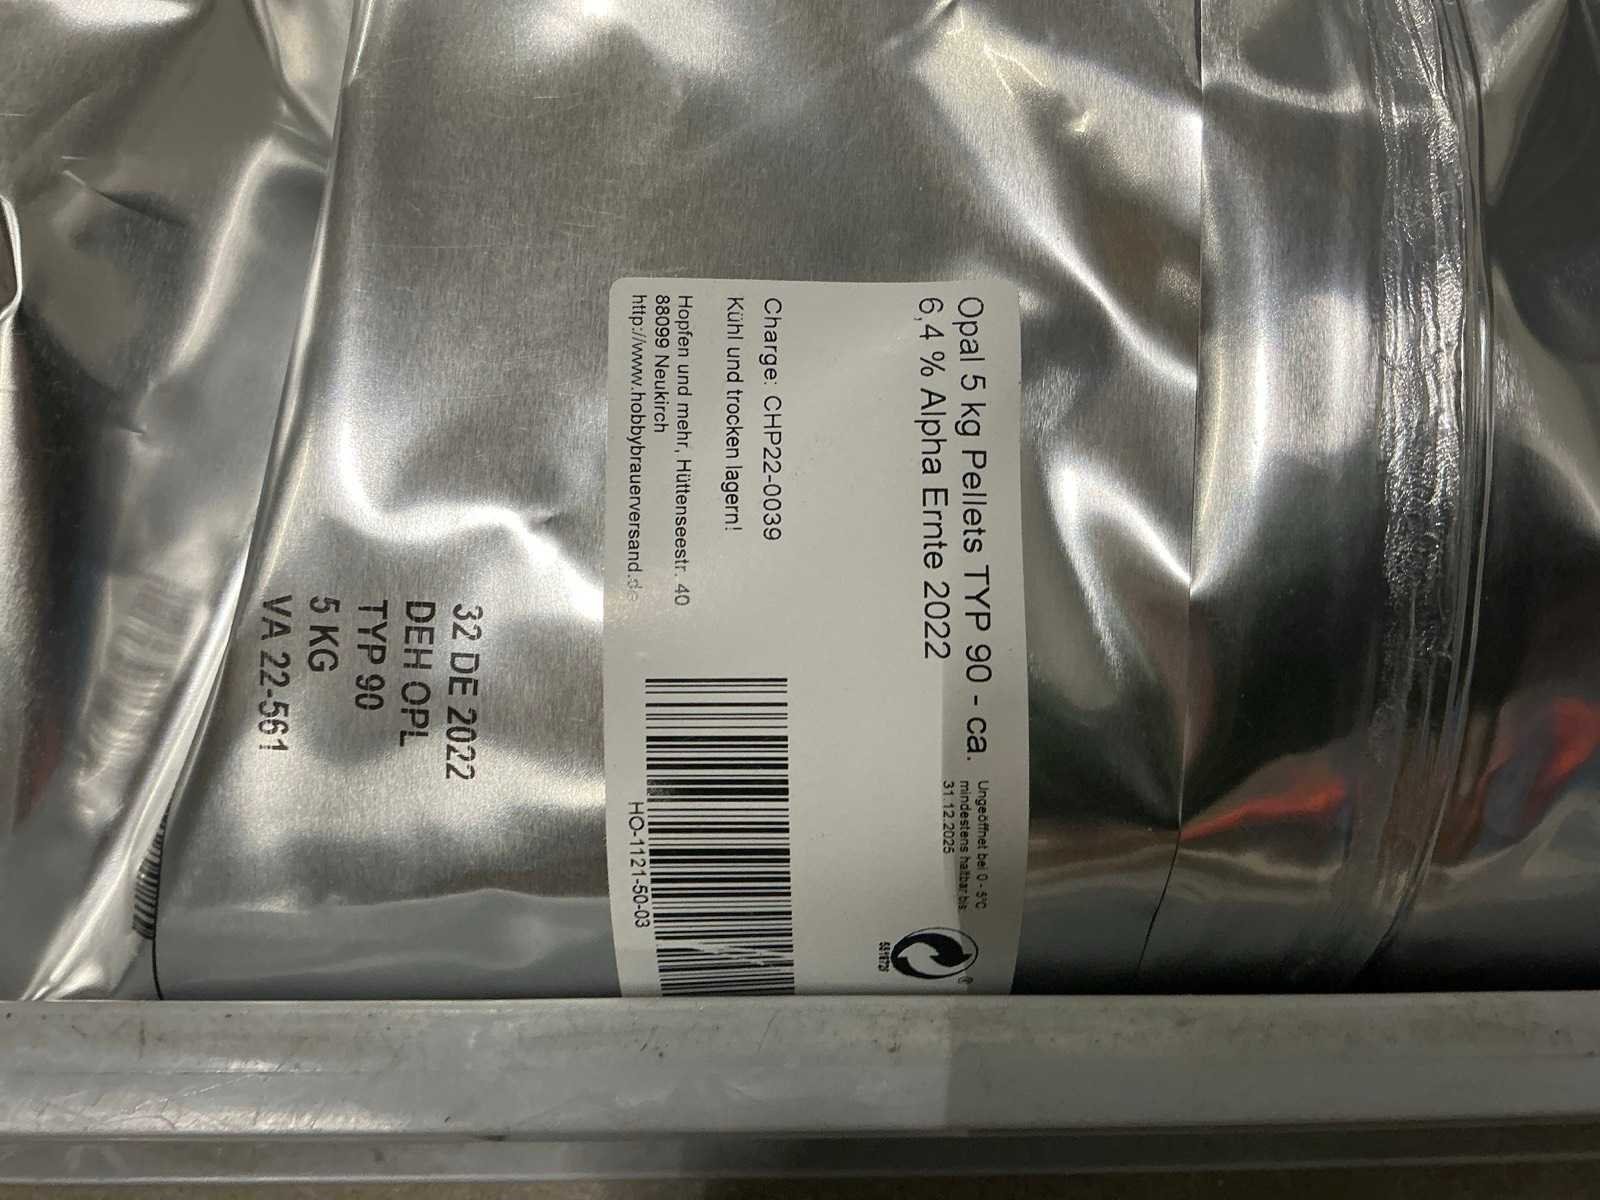 Opal 5 kg Pellets TYP 90 - ca.
6,4 % Alpha Ernte 2022
Ungeöffnet bei 0 - 5°C
mindestens haltbar bis:
31.12.2025
®
Charge: CHP22-0039
Kühl und trocken lagern!
Hopfen und mehr, Hüttenseestr. 40
88099 Neukirch
http://www.hobbybrauerversand.de
HO-1121-50-03
32 DE 2022
DEH OPL
TYP 90
5 KG
VA 22-561